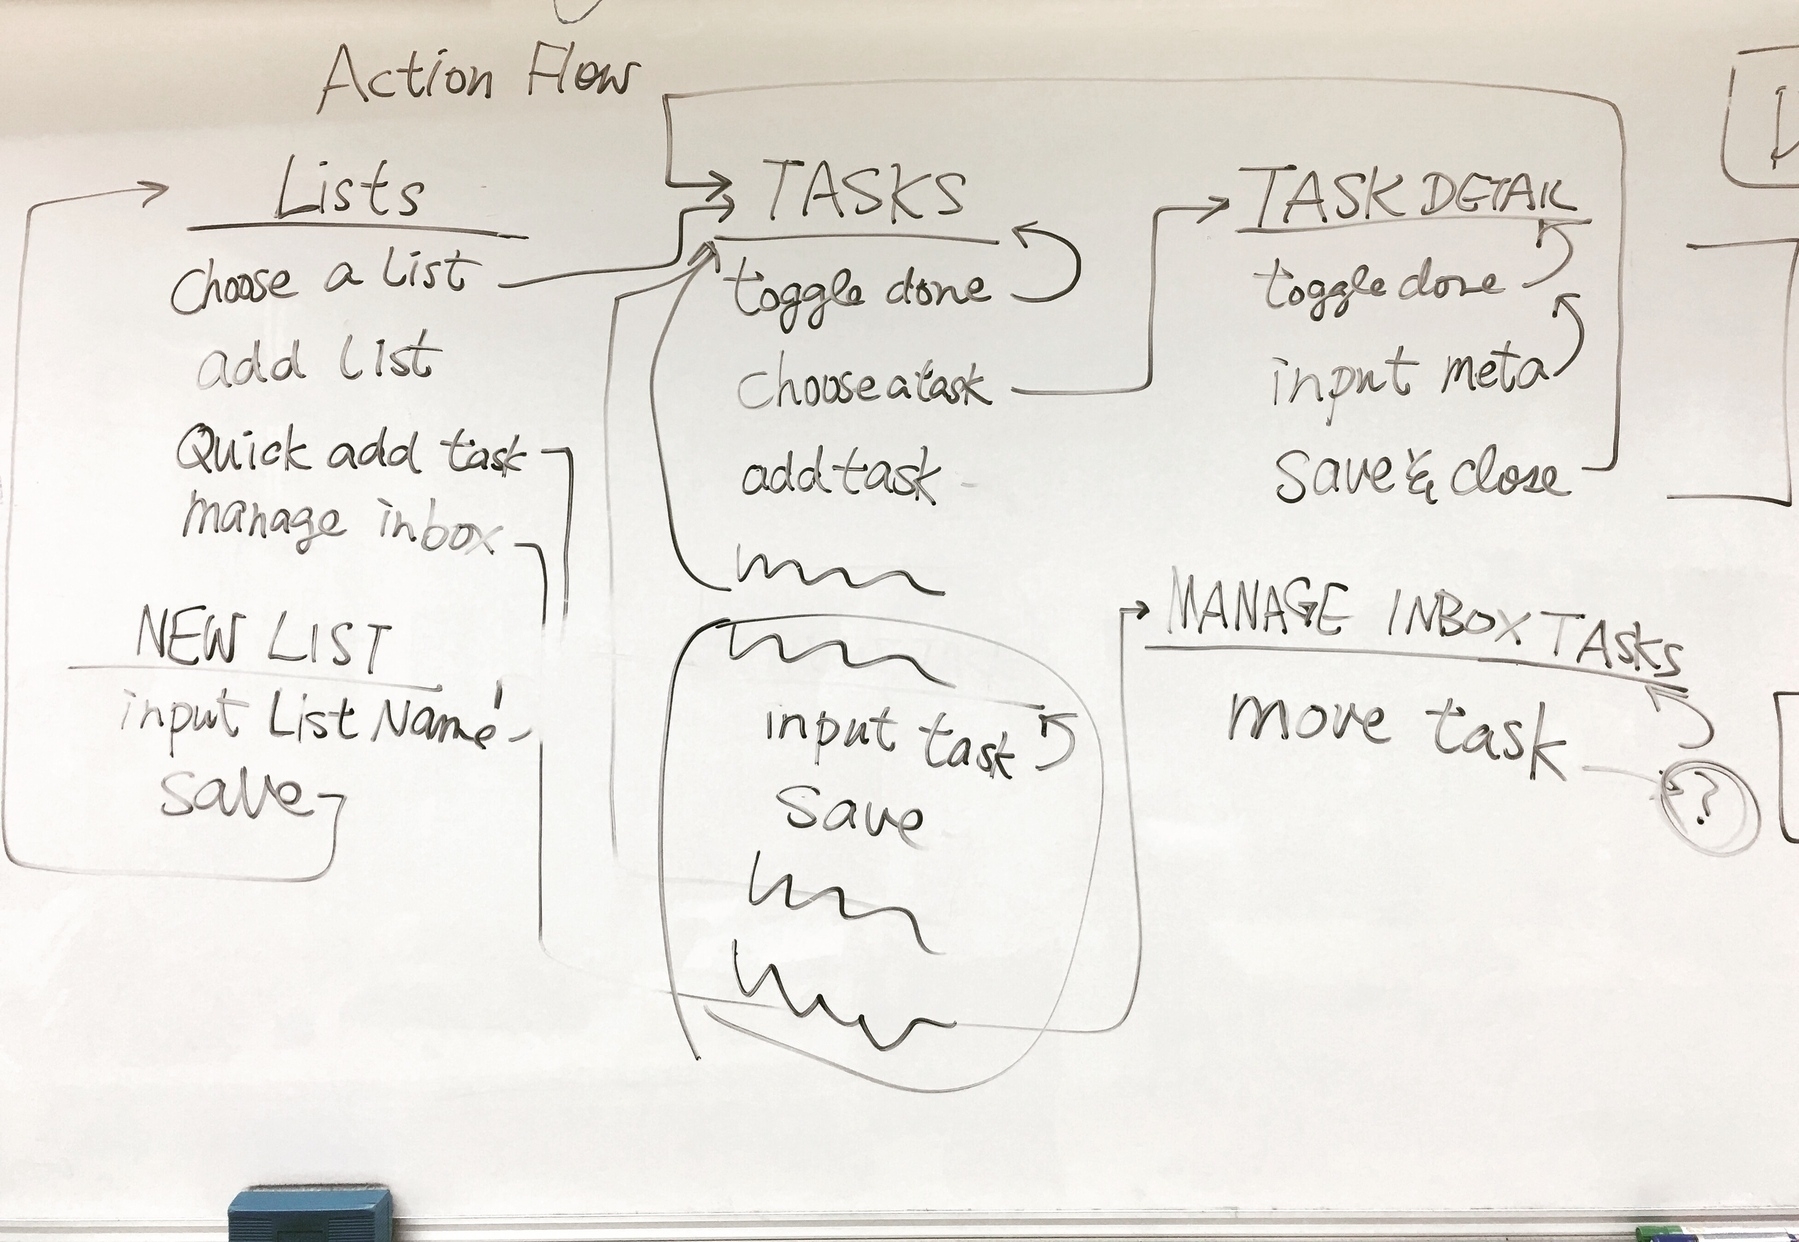 Action Flow
Lists
Choose a List
add List
Quick add task
manage inbox
NEW LIST
input List Name
Save
TASKS
toggle done
Choose a task
add task
input task
Save
TASK DETAIL
toggle done
input meta
Save & close
MANAGE INBOX TASKS
move task
?